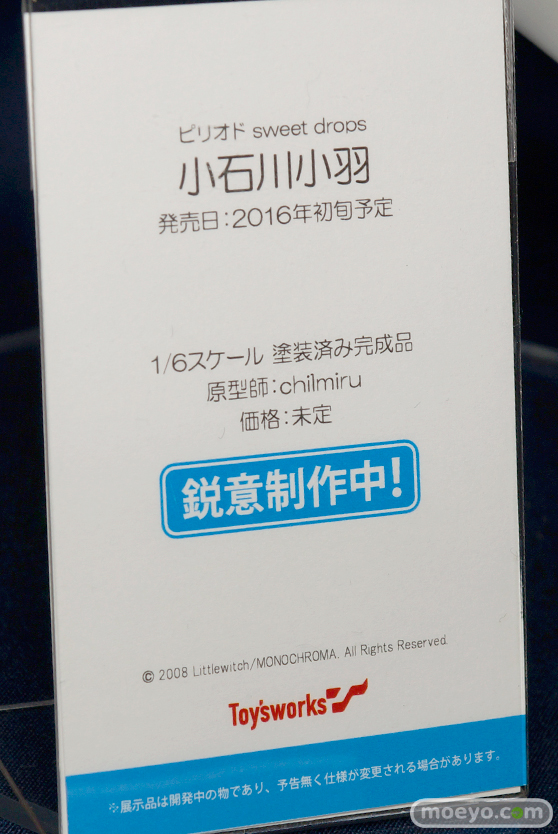 ピリオド sweet drops
小石川小羽
発売日：2016年初旬予定
1/6スケール 塗装済み完成品
原型師：chilmiru
価格：未定
鋭意制作中！
© 2008 Littlewitch/MONOCHROMA. All Rights Reserved.
Toy'sworks
※展示品は開発中の物であり、予告無く仕様が変更される場合があります。
moeyo.com